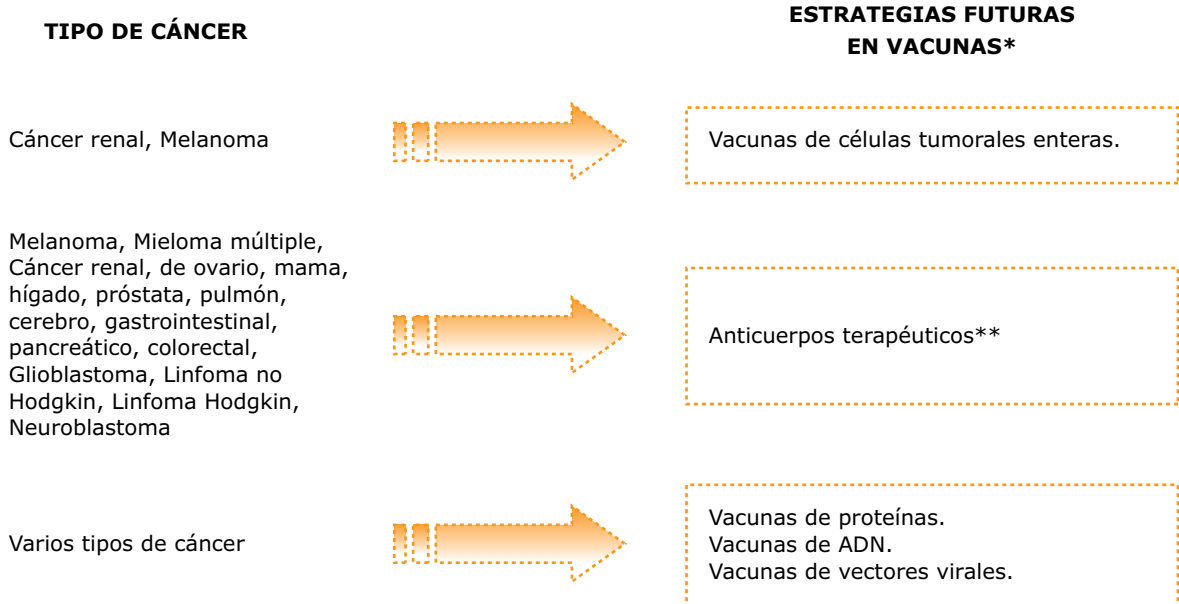 TIPO DE CÁNCER
ESTRATEGIAS FUTURAS
EN VACUNAS*
Cáncer renal, Melanoma
Vacunas de células tumorales enteras.
Melanoma, Mieloma múltiple,
Cáncer renal, de ovario, mama,
hígado, próstata, pulmón,
cerebro, gastrointestinal,
pancreático, colorectal,
Glioblastoma, Linfoma no
Hodgkin, Linfoma Hodgkin,
Neuroblastoma
Anticuerpos terapéuticos**
Varios tipos de cáncer
Vacunas de proteínas.
Vacunas de ADN.
Vacunas de vectores virales.